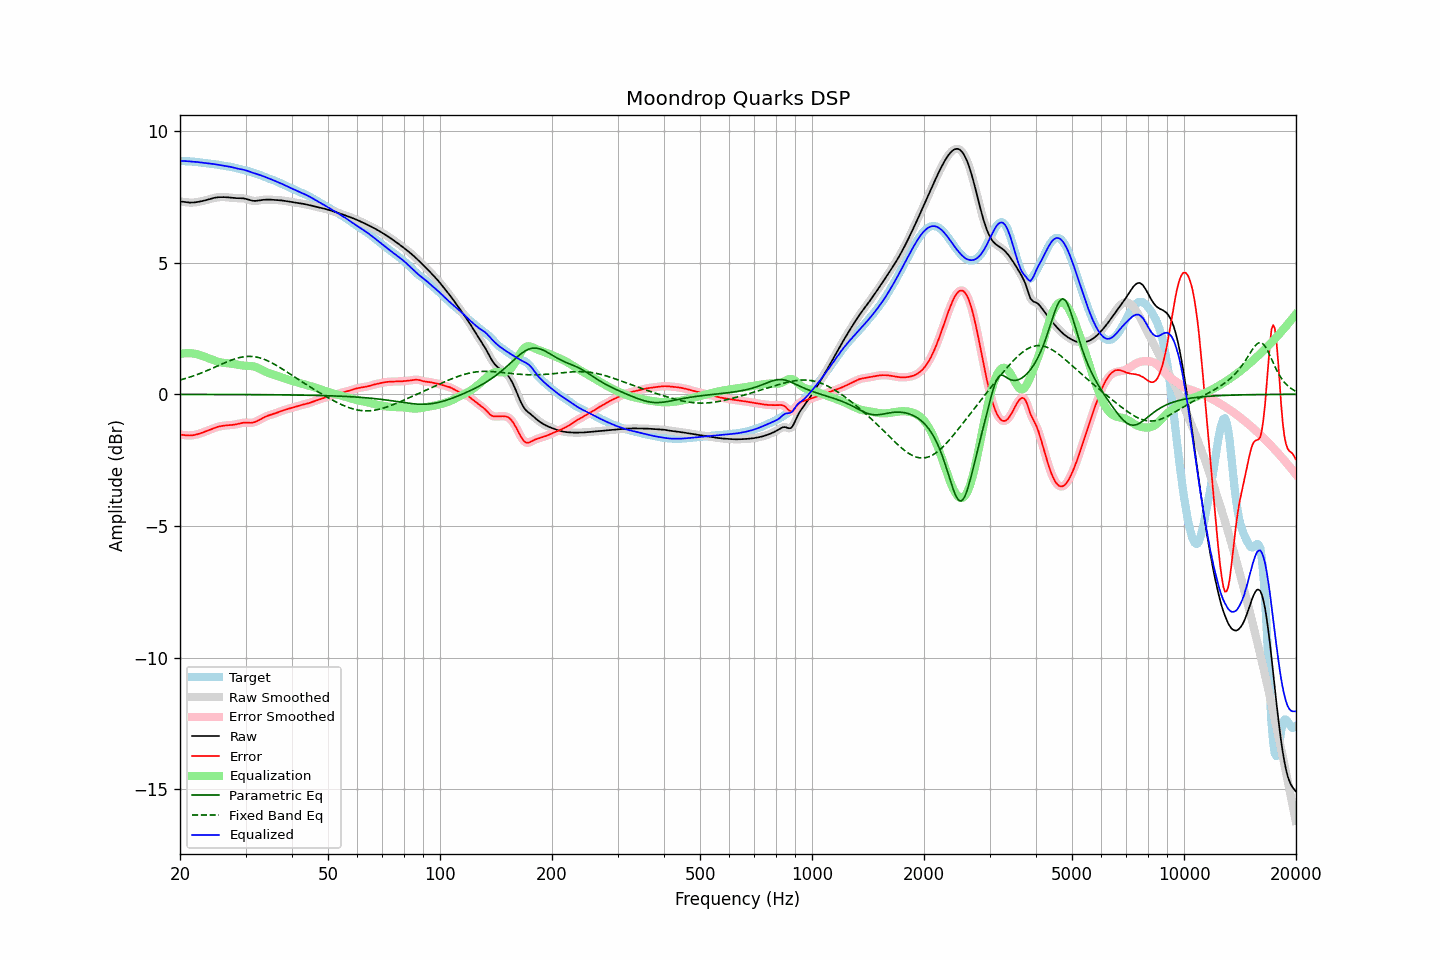 Moondrop Quarks DSP
10
5
0
−5
−10
−15
Amplitude (dBr)
Target
Raw Smoothed
Error Smoothed
Raw
Error
Equalization
Parametric Eq
Fixed Band Eq
Equalized
20 50 100 200 500 1000 2000 5000 10000 20000
Frequency (Hz)